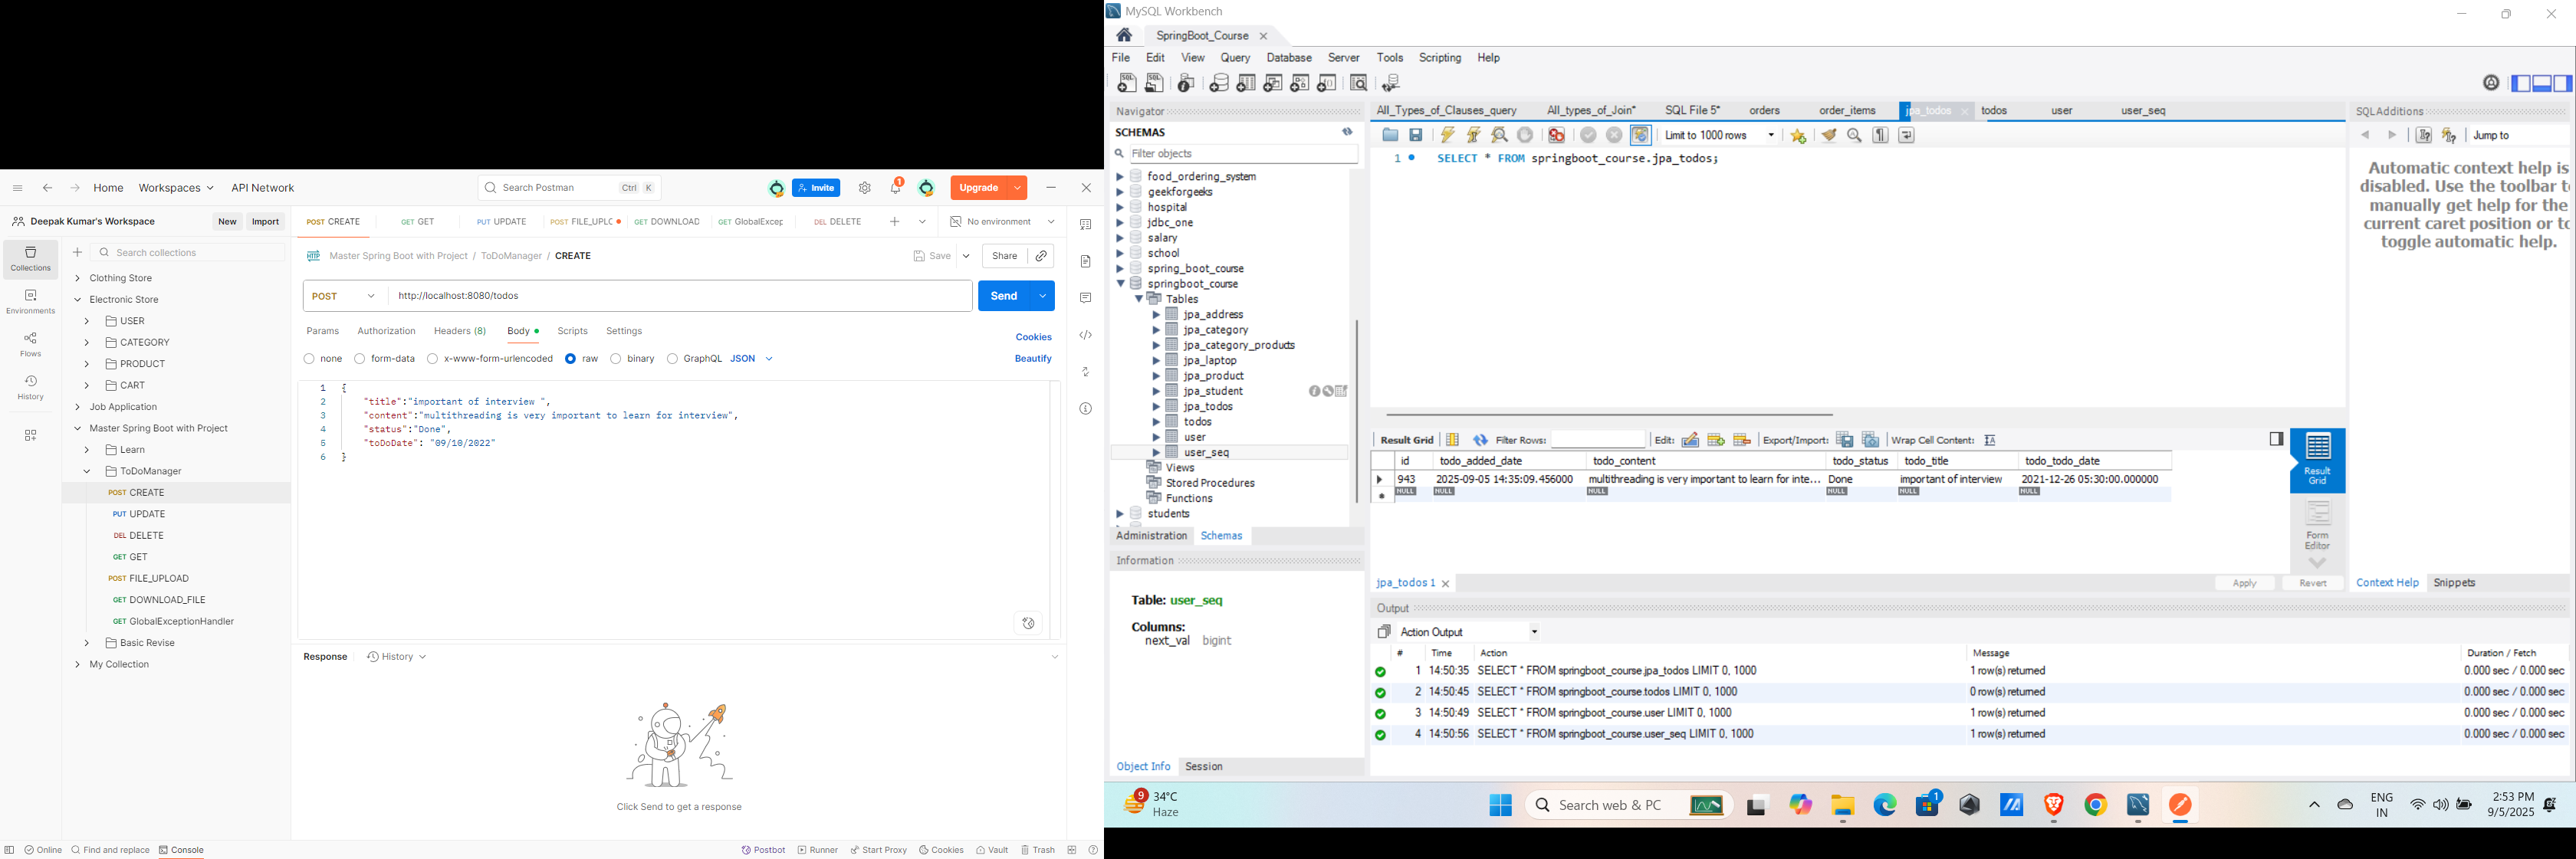 Home
Workspaces
API Network
Search Postman
Ctrl
K
Invite
1
Upgrade
Deepak Kumar's Workspace
New
Import
POST CREATE
GET GET
PUT UPDATE
POST FILE_UPLC
GET DOWNLOAD
GET GlobalExcep
DEL DELETE
No environment
Collections
Environments
Flows
History
Search collections
Clothing Store
Electronic Store
USER
CATEGORY
PRODUCT
CART
Job Application
Master Spring Boot with Project
Learn
ToDoManager
POST CREATE
PUT UPDATE
DEL DELETE
GET GET
POST FILE_UPLOAD
GET DOWNLOAD_FILE
GET GlobalExceptionHandler
Basic Revise
My Collection
HTTP
Master Spring Boot with Project / ToDoManager / CREATE
Save
Share
POST
http://localhost:8080/todos
Send
Params
Authorization
Headers (8)
Body
Scripts
Settings
Cookies
none
form-data
x-www-form-urlencoded
raw
binary
GraphQL
JSON
Beautify
1 {
2 "title":"important of interview ",
3 "content":"multithreading is very important to learn for interview",
4 "status":"Done",
5 "toDoDate": "09/10/2022"
6 }
Response
History
Click Send to get a response
Online
Find and replace
Console
Postbot
Runner
Start Proxy
Cookies
Vault
Trash
MySQL Workbench
SpringBoot_Course
File Edit View Query Database Server Tools Scripting Help
Navigator
SCHEMAS
Filter objects
food_ordering_system
geekforgeeks
hospital
jdbc_one
salary
school
spring_boot_course
springboot_course
Tables
jpa_address
jpa_category
jpa_category_products
jpa_laptop
jpa_product
jpa_student
jpa_todos
todos
user
user_seq
Views
Stored Procedures
Functions
students
Administration
Schemas
Information
Table: user_seq
Columns:
next_val bigint
Object Info
Session
All_Types_of_Clauses_query
All_types_of_Join*
SQL File 5*
orders
order_items
jpa_todos
todos
user
user_seq
Limit to 1000 rows
1 SELECT * FROM springboot_course.jpa_todos;
Result Grid
Filter Rows:
Edit:
Export/Import:
Wrap Cell Content:
id todo_added_date todo_content todo_status todo_title todo_todo_date
943 2025-09-05 14:35:09.456000 multithreading is very important to learn for inte... Done important of interview 2021-12-26 05:30:00.000000
NULL NULL NULL NULL NULL NULL
Result Grid
Form Editor
jpa_todos 1
Apply
Revert
Output
Action Output
# Time Action Message Duration / Fetch
1 14:50:35 SELECT * FROM springboot_course.jpa_todos LIMIT 0, 1000 1 row(s) returned 0.000 sec / 0.000 sec
2 14:50:45 SELECT * FROM springboot_course.todos LIMIT 0, 1000 0 row(s) returned 0.000 sec / 0.000 sec
3 14:50:49 SELECT * FROM springboot_course.user LIMIT 0, 1000 1 row(s) returned 0.000 sec / 0.000 sec
4 14:50:56 SELECT * FROM springboot_course.user_seq LIMIT 0, 1000 1 row(s) returned 0.000 sec / 0.000 sec
SQLAdditions
Jump to
Automatic context help is
disabled. Use the toolbar to
manually get help for the
current caret position or to
toggle automatic help.
Context Help
Snippets
9
34°C
Haze
Search web & PC
1
ENG
IN
2:53 PM
9/5/2025